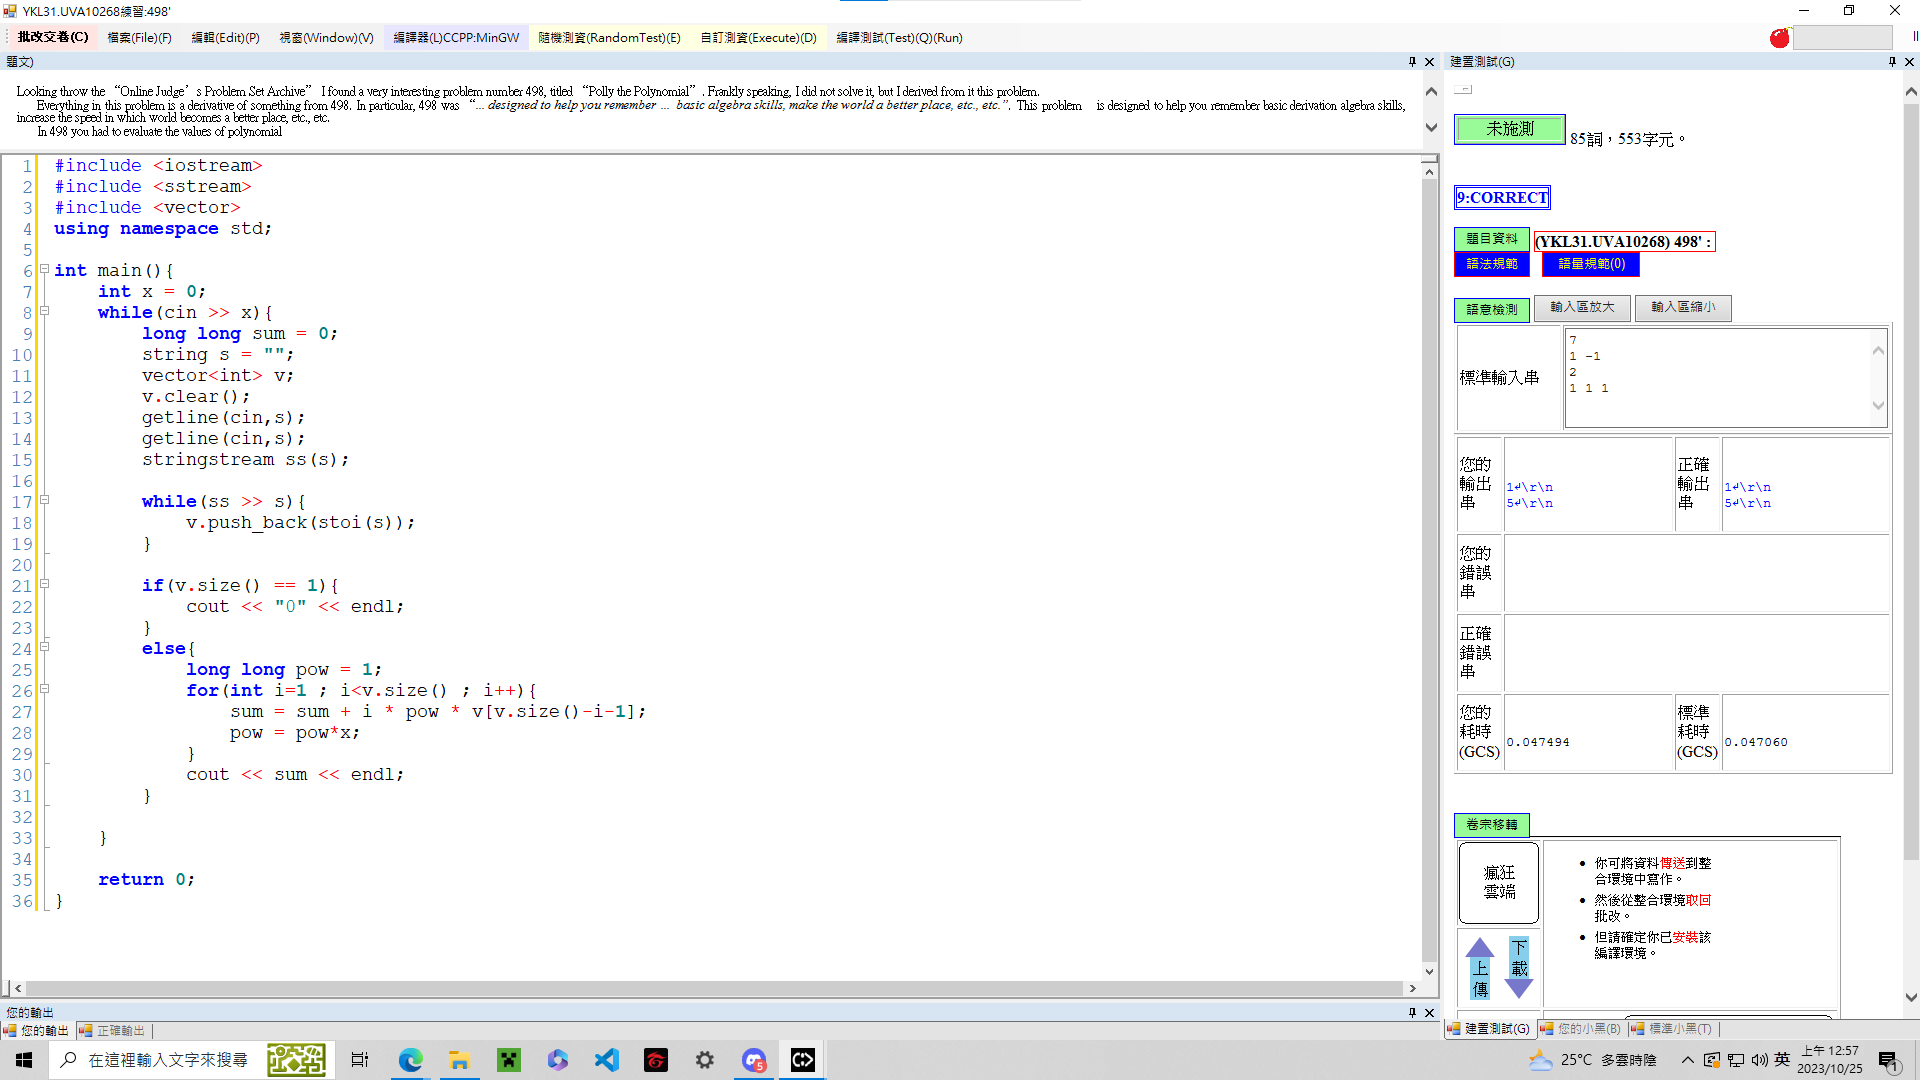 YKL31.UVA10268練習:498'
批改交卷(C) 檔案(File)(F) 編輯(Edit)(P) 視窗(Window)(V) 編譯器(L)CCPP:MinGW 隨機測資(RandomTest)(E) 自訂測資(Execute)(D) 編譯測試(Test)(Q)(Run)
題文)
Looking throw the “Online Judge’s Problem Set Archive” I found a very interesting problem number 498, titled “Polly the Polynomial”. Frankly speaking, I did not solve it, but I derived from it this problem.
Everything in this problem is a derivative of something from 498. In particular, 498 was “... designed to help you remember ... basic algebra skills, make the world a better place, etc., etc.”. This problem is designed to help you remember basic derivation algebra skills,
increase the speed in which world becomes a better place, etc., etc.
In 498 you had to evaluate the values of polynomial
1 #include <iostream>
2 #include <sstream>
3 #include <vector>
4 using namespace std;
5
6 int main(){
7 int x = 0;
8 while(cin >> x){
9 long long sum = 0;
10 string s = "";
11 vector<int> v;
12 v.clear();
13 getline(cin,s);
14 getline(cin,s);
15 stringstream ss(s);
16
17 while(ss >> s){
18 v.push_back(stoi(s));
19 }
20
21 if(v.size() == 1){
22 cout << "0" << endl;
23 }
24 else{
25 long long pow = 1;
26 for(int i=1 ; i<v.size() ; i++){
27 sum = sum + i * pow * v[v.size()-i-1];
28 pow = pow*x;
29 }
30 cout << sum << endl;
31 }
32
33 }
34
35 return 0;
36 }
您的輸出
您的輸出 正確輸出
建置測試(G)
未施測 85詞，553字元。
9:CORRECT
題目資料 (YKL31.UVA10268) 498' :
語法規範 語量規範(0)
語意檢測 輸入區放大 輸入區縮小
標準輸入串
7
1 -1
2
1 1 1
您的輸出串
1↲\r\n
5↲\r\n
正確輸出串
1↲\r\n
5↲\r\n
您的錯誤串
正確錯誤串
您的耗時(GCS) 0.047494
標準耗時(GCS) 0.047060
卷宗移轉
瘋狂雲端
上傳
下載
• 你可將資料傳送到整
合環境中寫作。
• 然後從整合環境取回
批改。
• 但請確定你已安裝該
編譯環境。
建置測試(G) 您的小黑(B) 標準小黑(T)
在這裡輸入文字來搜尋
5
25°C 多雲時陰
英
上午 12:57
2023/10/25
1